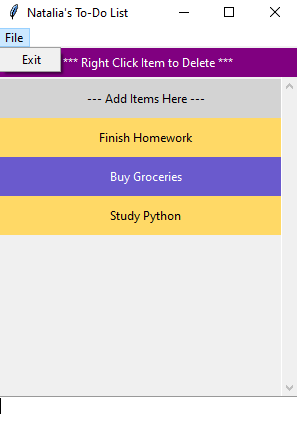 Natalia's To-Do List
File
Exit
*** Right Click Item to Delete ***
--- Add Items Here ---
Finish Homework
Buy Groceries
Study Python